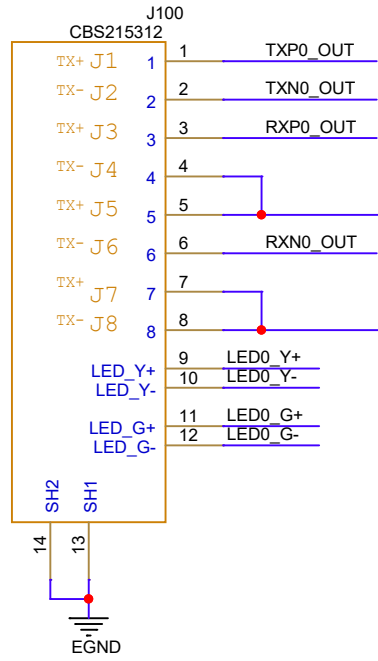 J100
CBS215312
TX+ J1 1 1 TXP0_OUT
TX- J2 2 2 TXN0_OUT
TX+ J3 3 3 RXP0_OUT
TX- J4 4 4
TX+ J5 5 5
TX- J6 6 6 RXN0_OUT
TX+ J7 7 7
TX- J8 8 8
LED_Y+ 9 LED0_Y+
LED_Y- 10 LED0_Y-
LED_G+ 11 LED0_G+
LED_G- 12 LED0_G-
SH2 SH1
14 13
EGND